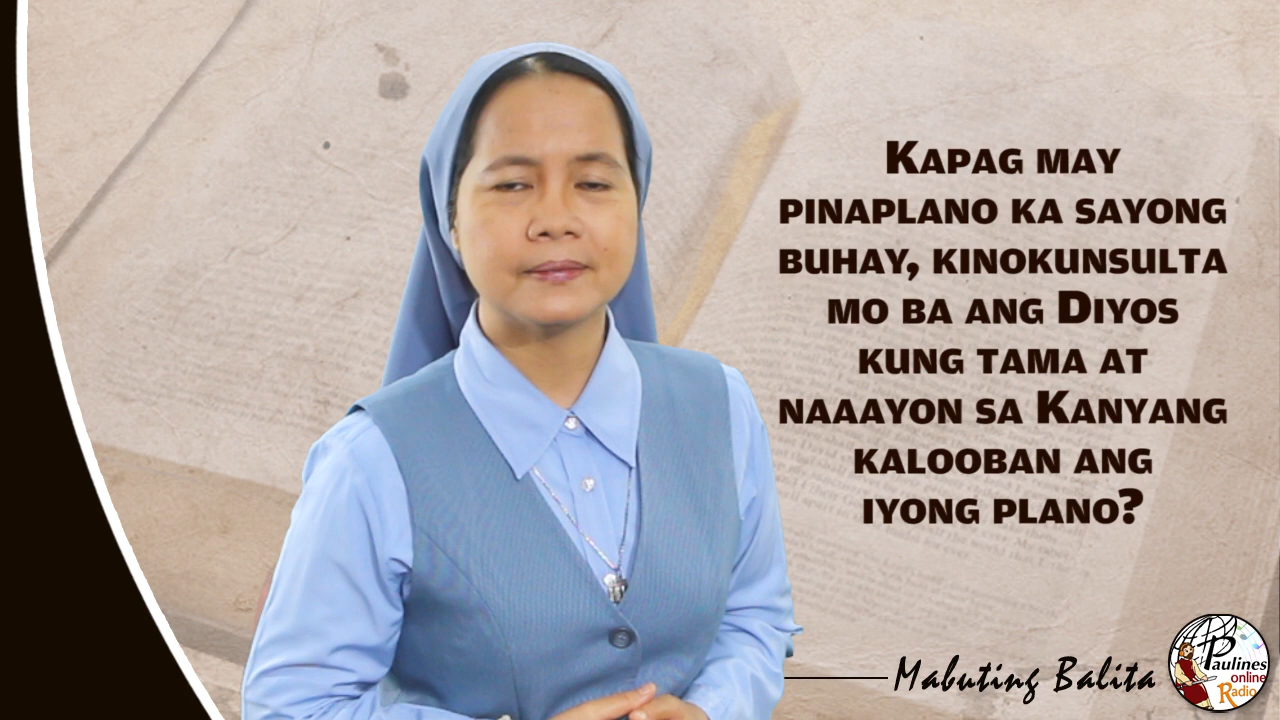 Kapag may
pinaplano ka sayong
buhay, kinokunsulta
mo ba ang Diyos
kung tama at
naaayon sa Kanyang
kalooban ang
iyong plano?
Mabuting Balita
Paulines
online
Radio